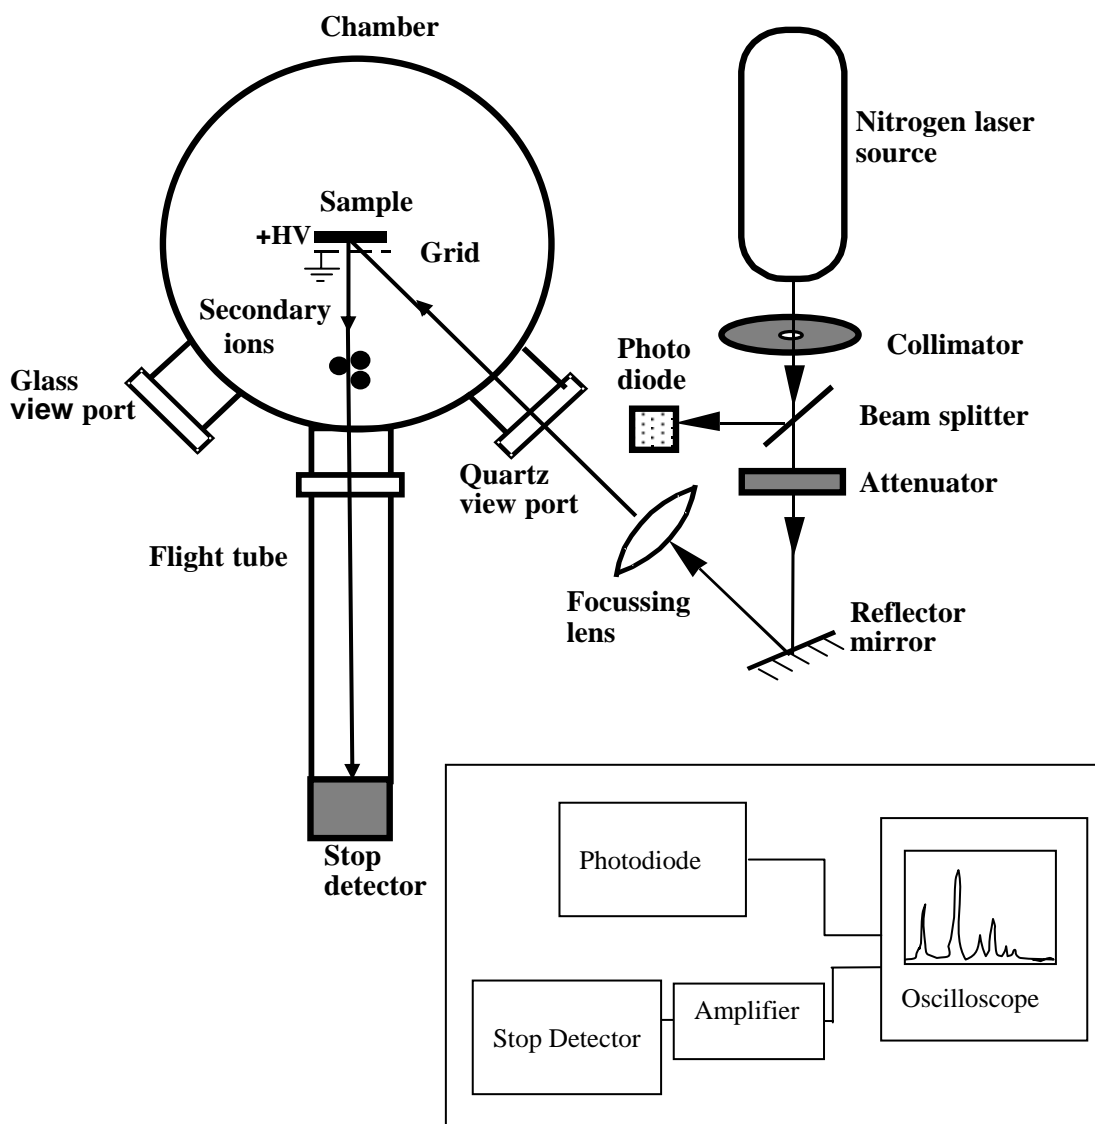 Chamber
Nitrogen laser
source
Sample
+HV
Grid
Secondary
ions
Collimator
Photo
diode
Glass
view port
Beam splitter
Quartz
view port
Attenuator
Flight tube
Focussing
lens
Reflector
mirror
Stop
detector
Photodiode
Oscilloscope
Amplifier
Stop Detector